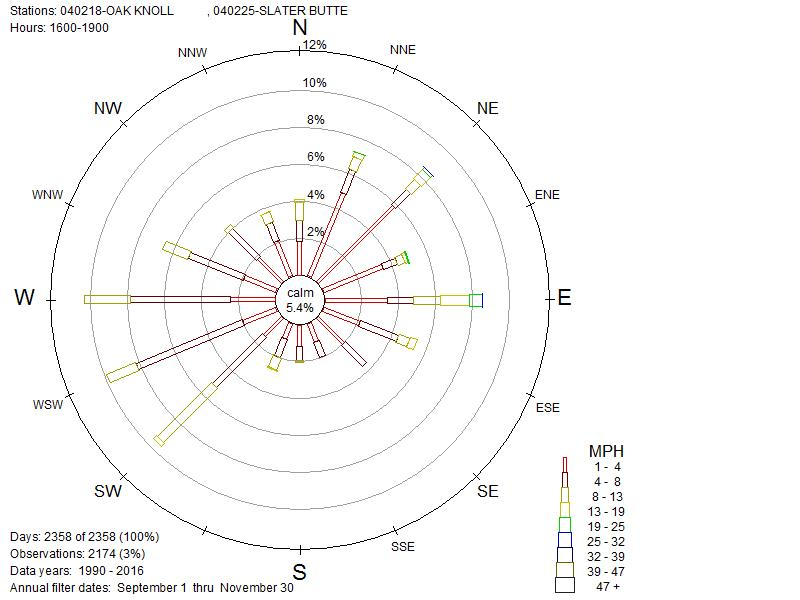 Stations: 040218-OAK KNOLL , 040225-SLATER BUTTE
Hours: 1600-1900
N
12%
NNW
NNE
10%
NW
NE
8%
6%
WNW
ENE
4%
2%
W
calm
5.4%
E
WSW
ESE
MPH
1 - 4
4 - 8
8 - 13
13 - 19
19 - 25
25 - 32
32 - 39
39 - 47
47 +
SW
SE
SSE
S
Days: 2358 of 2358 (100%)
Observations: 2174 (3%)
Data years: 1990 - 2016
Annual filter dates: September 1 thru November 30